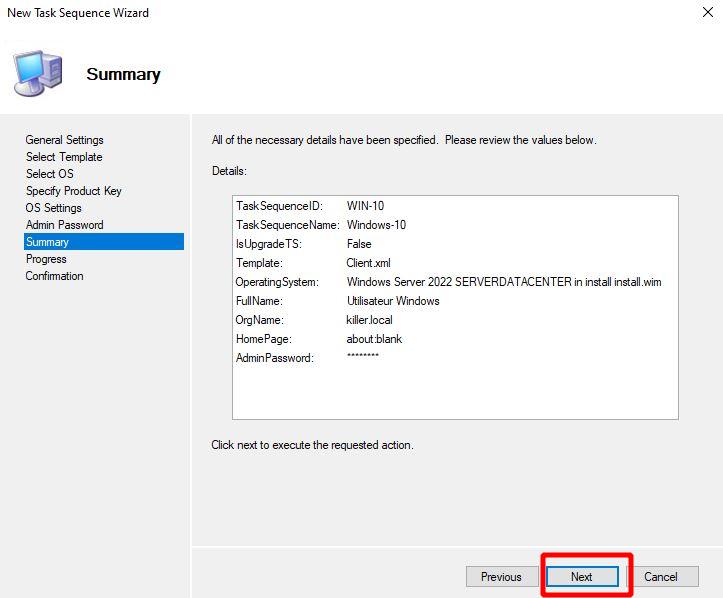 New Task Sequence Wizard
Summary
General Settings
Select Template
Select OS
Specify Product Key
OS Settings
Admin Password
Summary
Progress
Confirmation
All of the necessary details have been specified.  Please review the values below.
Details:
TaskSequenceID: WIN-10
TaskSequenceName: Windows-10
IsUpgradeTS: False
Template: Client.xml
OperatingSystem: Windows Server 2022 SERVERDATACENTER in install install.wim
FullName: Utilisateur Windows
OrgName: killer.local
HomePage: about:blank
AdminPassword: ********
Click next to execute the requested action.
Previous Next Cancel